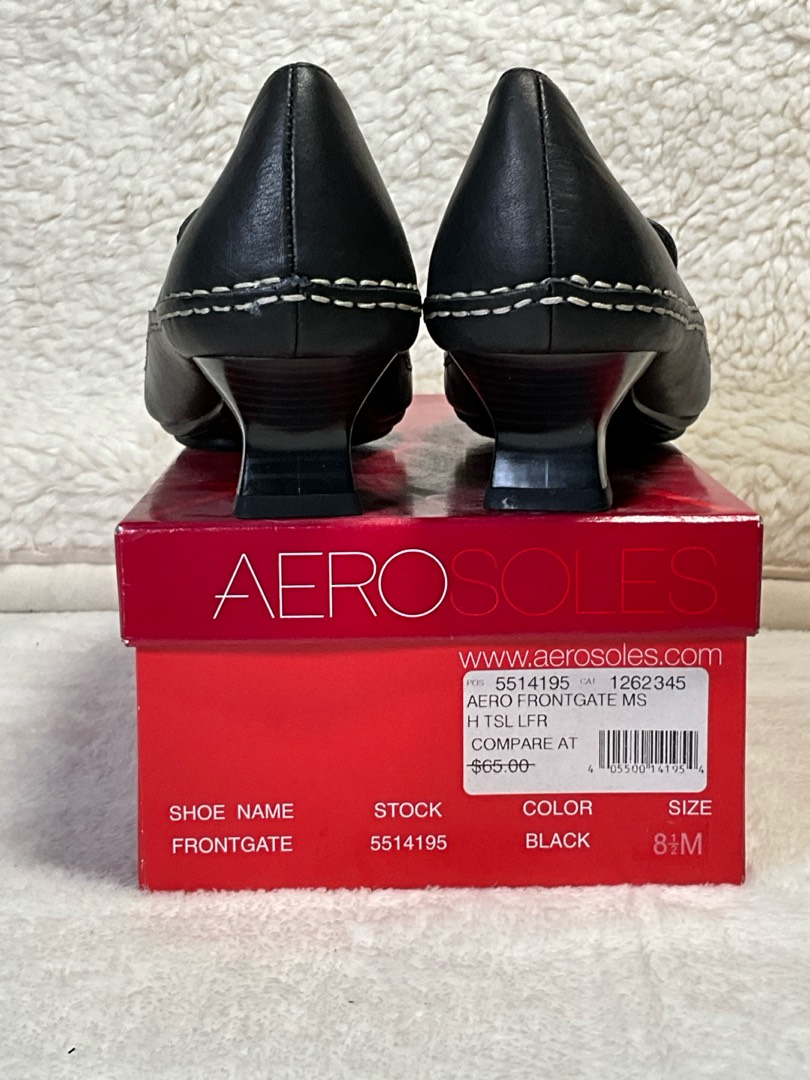 AEROSOLES
www.aerosoles.com
POS 5514195 CAT 1262345
AERO FRONTGATE MS
H TSL LFR
COMPARE AT
$65.00
4 05500 14195 4
SHOE NAME STOCK COLOR SIZE
FRONTGATE 5514195 BLACK 8½M